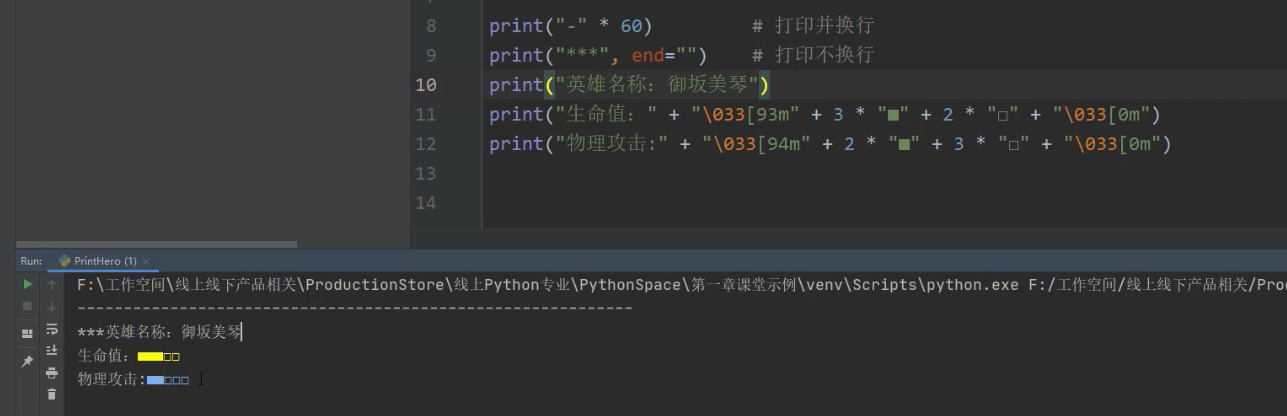 8 print("-" * 60) # 打印并换行
9 print("***", end="") # 打印不换行
10 print("英雄名称：御坂美琴")
11 print("生命值：" + "\033[93m" + 3 * "■" + 2 * "□" + "\033[0m")
12 print("物理攻击:" + "\033[94m" + 2 * "■" + 3 * "□" + "\033[0m")
13
14
Run: PrintHero (1) ×
F:\工作空间\线上线下产品相关\ProductionStore\线上Python专业\PythonSpace\第一章课堂示例\venv\Scripts\python.exe F:/工作空间/线上线下产品相关/Proc
------------------------------------------------------------
***英雄名称：御坂美琴
生命值：■■■□□
物理攻击:■■□□□